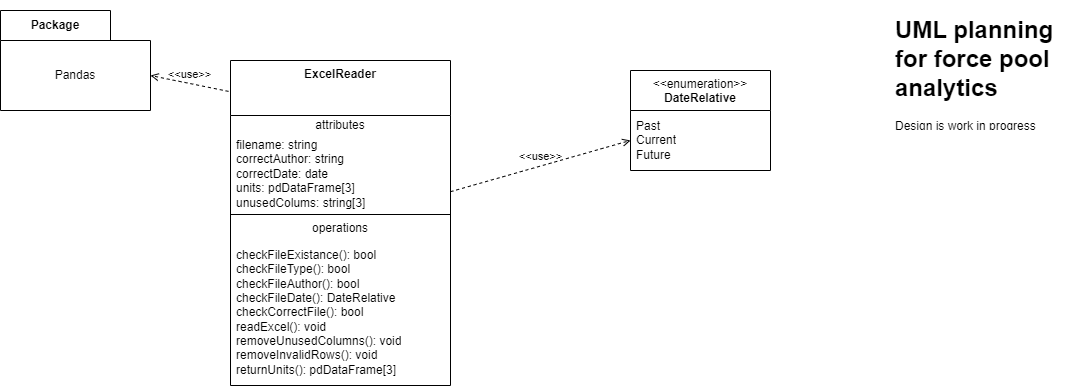 Package
Pandas
<<use>>
ExcelReader
attributes
filename: string
correctAuthor: string
correctDate: date
units: pdDataFrame[3]
unusedColums: string[3]
operations
checkFileExistance(): bool
checkFileType(): bool
checkFileAuthor(): bool
checkFileDate(): DateRelative
checkCorrectFile(): bool
readExcel(): void
removeUnusedColumns(): void
removeInvalidRows(): void
returnUnits(): pdDataFrame[3]
<<use>>
<<enumeration>>
DateRelative
Past
Current
Future
UML planning
for force pool
analytics
Design is work in progress